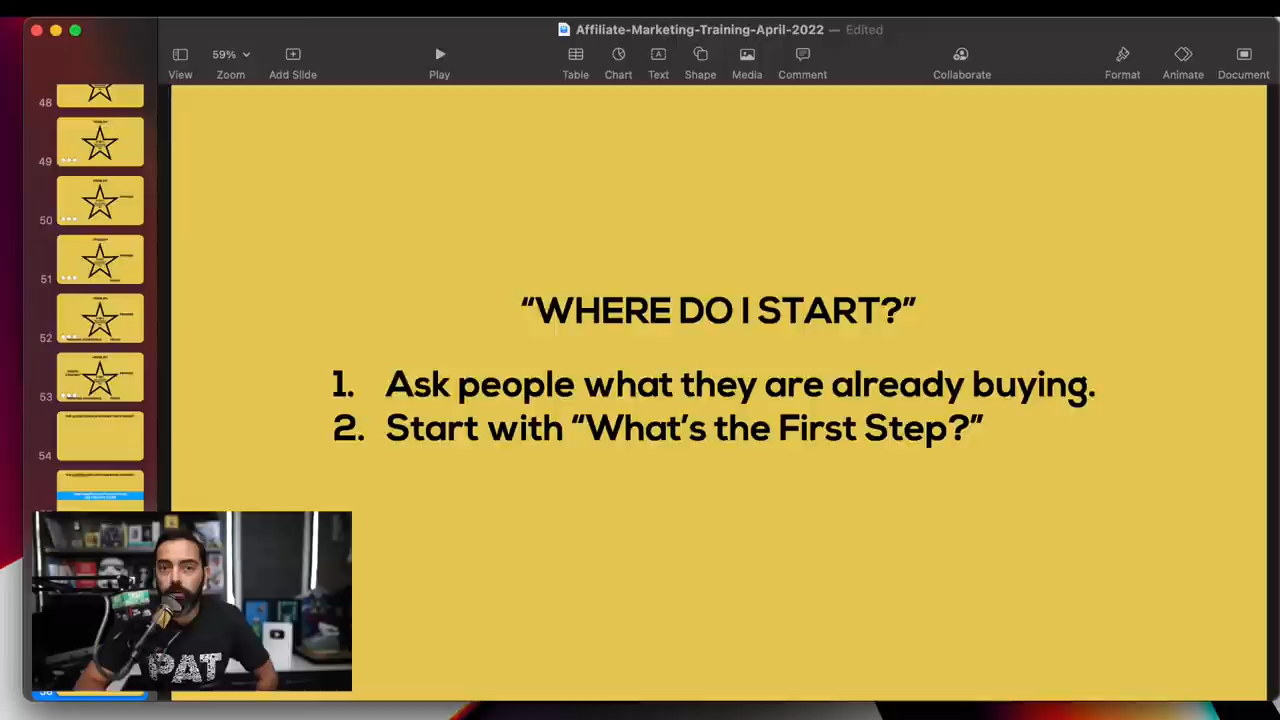 Affiliate-Marketing-Training-April-2022 — Edited
59%
View Zoom Add Slide Play Table Chart Text Shape Media Comment Collaborate Format Animate Document
48
49
50
51
52
53
54
“WHERE DO I START?”
1. Ask people what they are already buying.
2. Start with “What’s the First Step?”
PAT